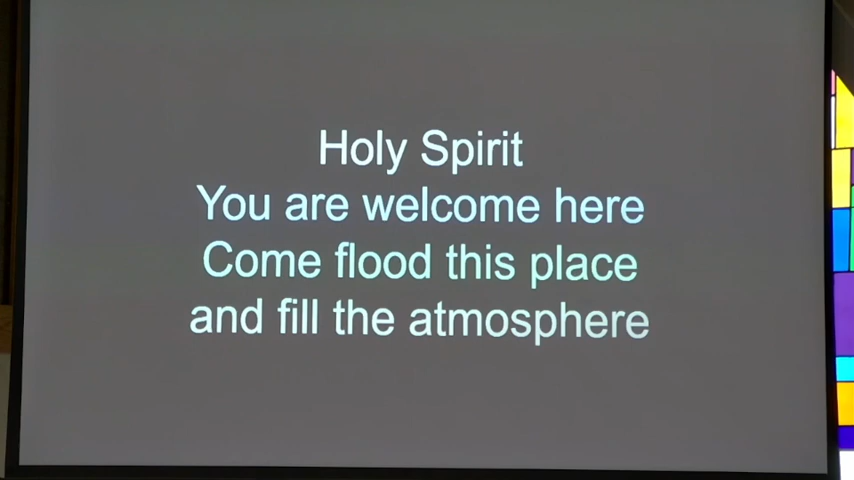 Holy Spirit
You are welcome here
Come flood this place
and fill the atmosphere